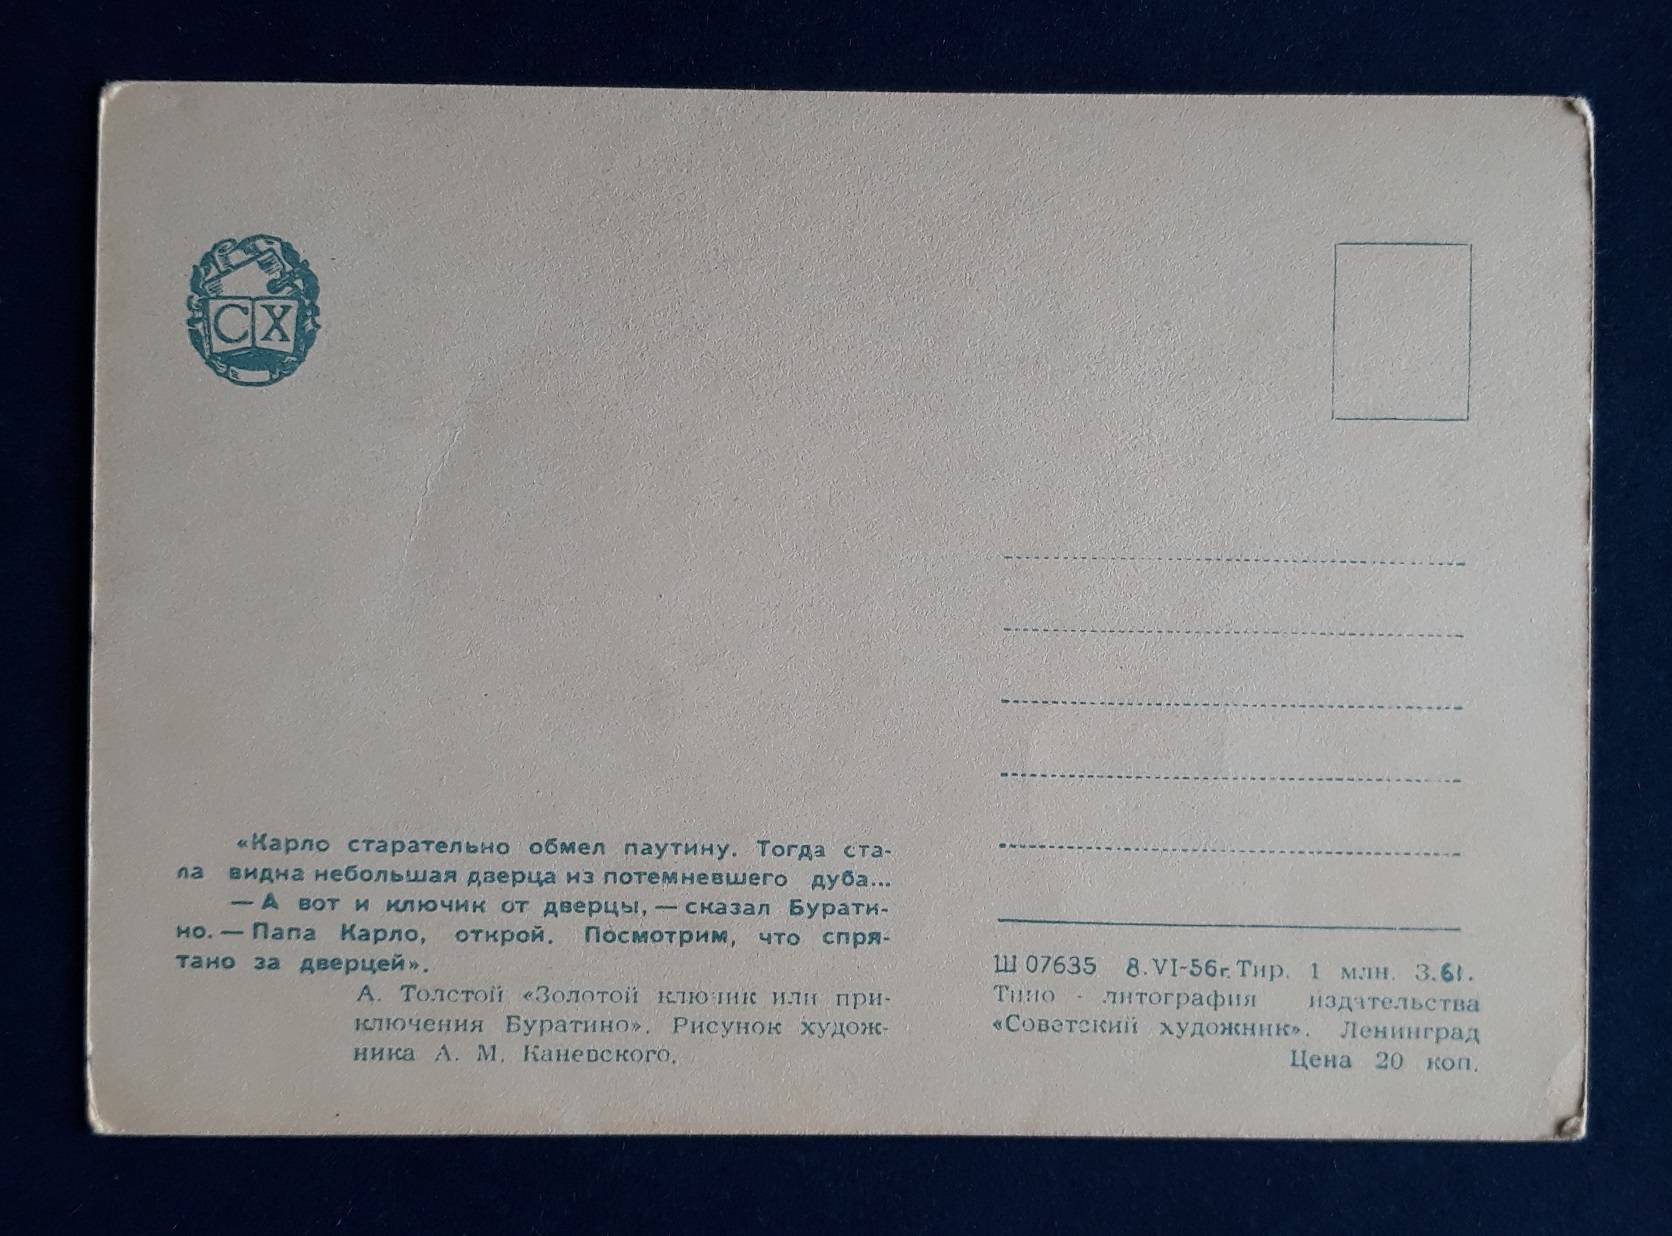 СХ
«Карло старательно обмел паутину. Тогда ста-
ла видна небольшая дверца из потемневшего дуба...
— А вот и ключик от дверцы, — сказал Бурати-
но. — Папа Карло, открой. Посмотрим, что спря-
тано за дверцей».
А. Толстой «Золотой ключик или при-
ключения Буратино». Рисунок худож-
ника А. М. Каневского.
Ш 07635 8.VI-56г. Тир. 1 млн. З.61.
Типо - литография издательства
«Советский художник». Ленинград
Цена 20 коп.